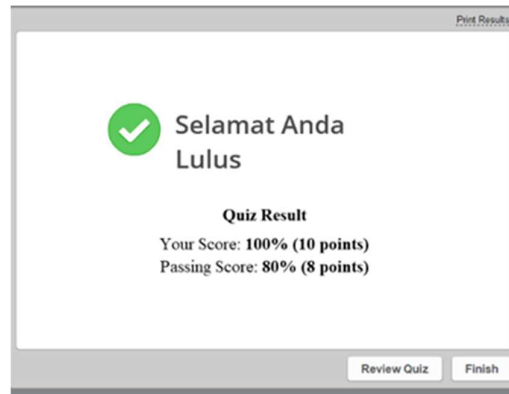 Print Results
Selamat Anda
Lulus
Quiz Result
Your Score: 100% (10 points)
Passing Score: 80% (8 points)
Review Quiz
Finish